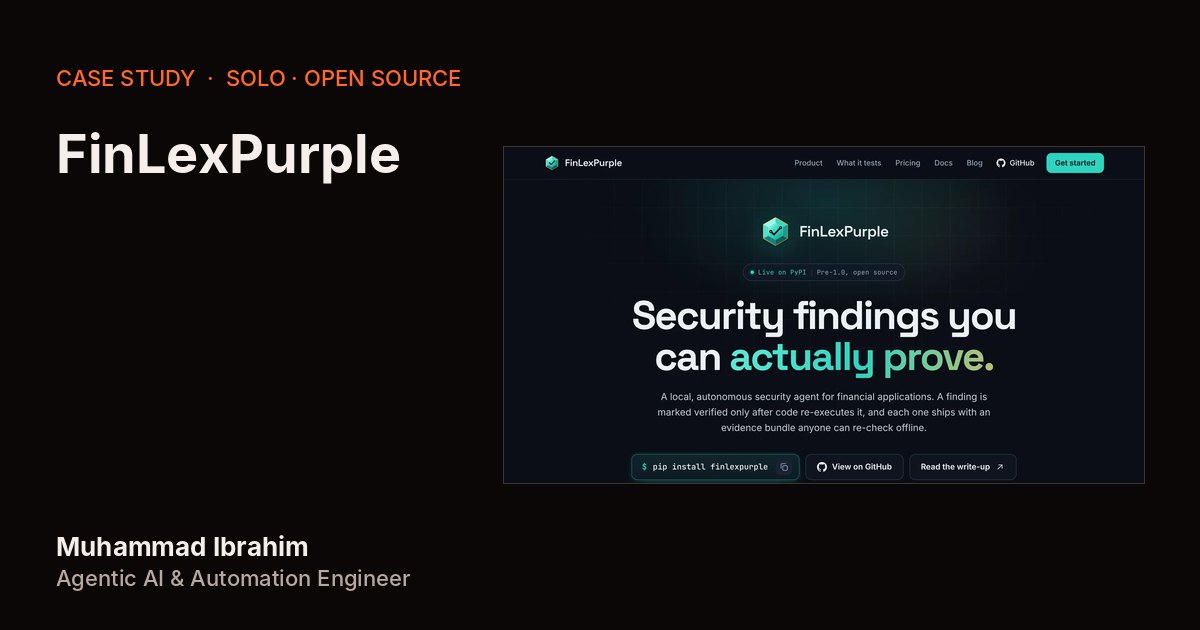 CASE STUDY · SOLO · OPEN SOURCE
FinLexPurple
FinLexPurple
Product What it tests Pricing Docs Blog GitHub Get started
FinLexPurple
Live on PyPI Pre-1.0, open source
Security findings you
can actually prove.
A local, autonomous security agent for financial applications. A finding is
marked verified only after code re-executes it, and each one ships with an
evidence bundle anyone can re-check offline.
$ pip install finlexpurple
View on GitHub
Read the write-up ↗
Muhammad Ibrahim
Agentic AI & Automation Engineer